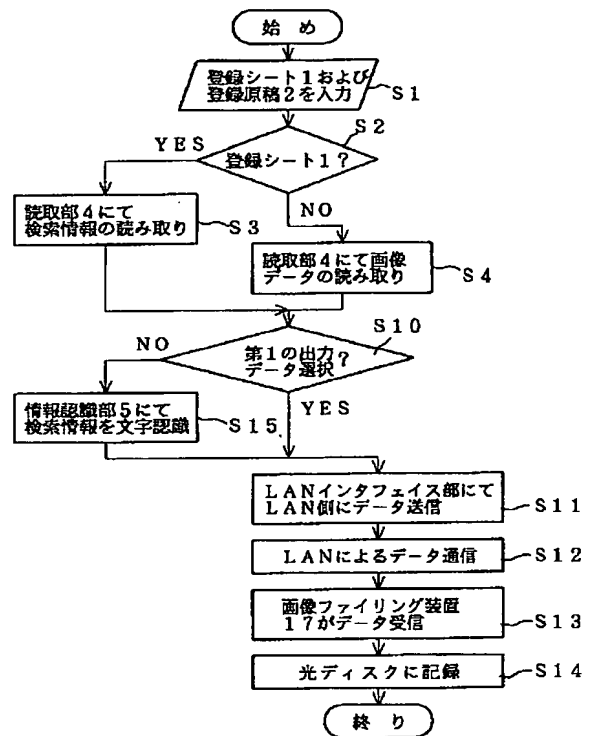 始め
登録シート1および
登録原稿2を入力
S1
S2
YES
登録シート1?
NO
読取部4にて
検索情報の読み取り
S3
読取部4にて画像
データの読み取り
S4
S10
NO
第1の出力
データ選択?
YES
情報認識部5にて
検索情報を文字認識
S15
LANインタフェイス部にて
LAN側にデータ送信
S11
LANによるデータ通信
S12
画像ファイリング装置
17がデータ受信
S13
光ディスクに記録
S14
終り